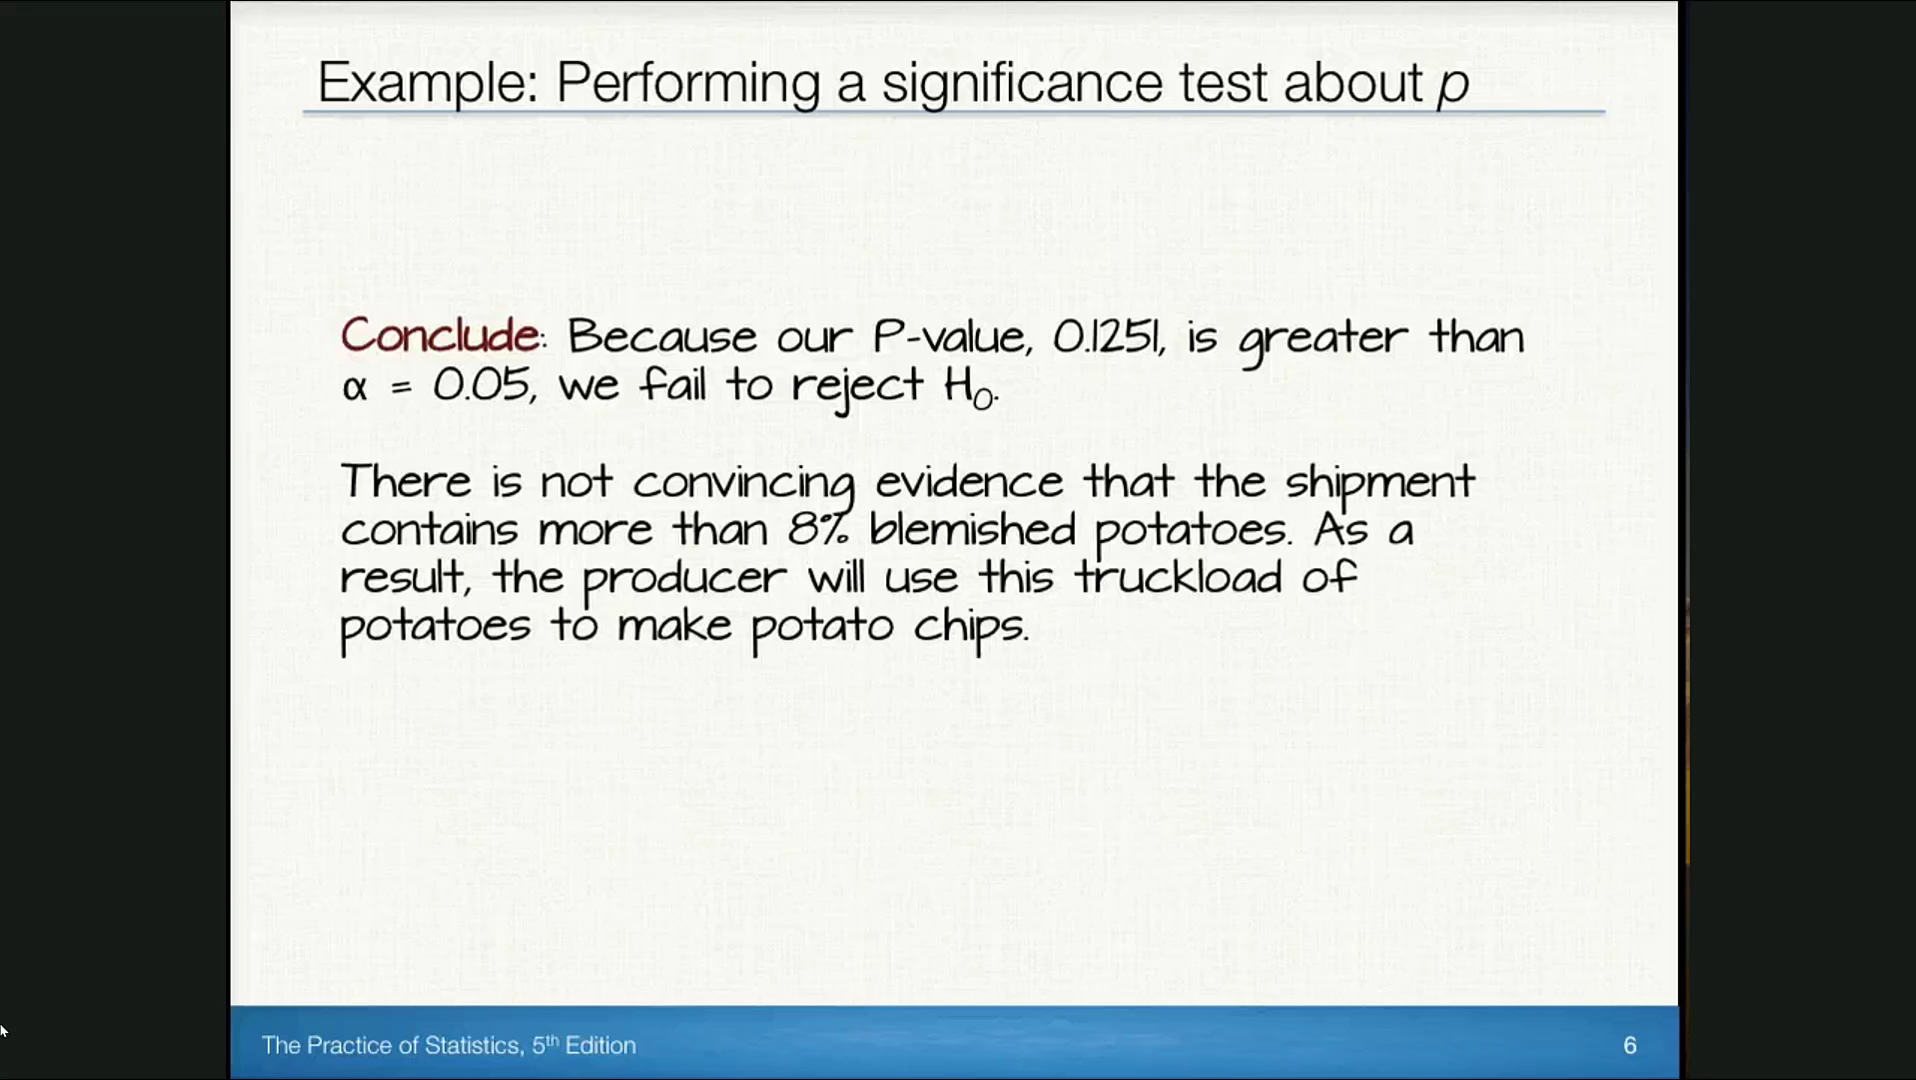 Example: Performing a significance test about p
Conclude: Because our P-value, 0.1251, is greater than
α = 0.05, we fail to reject H₀.
There is not convincing evidence that the shipment
contains more than 8% blemished potatoes. As a
result, the producer will use this truckload of
potatoes to make potato chips.
The Practice of Statistics, 5th Edition
6